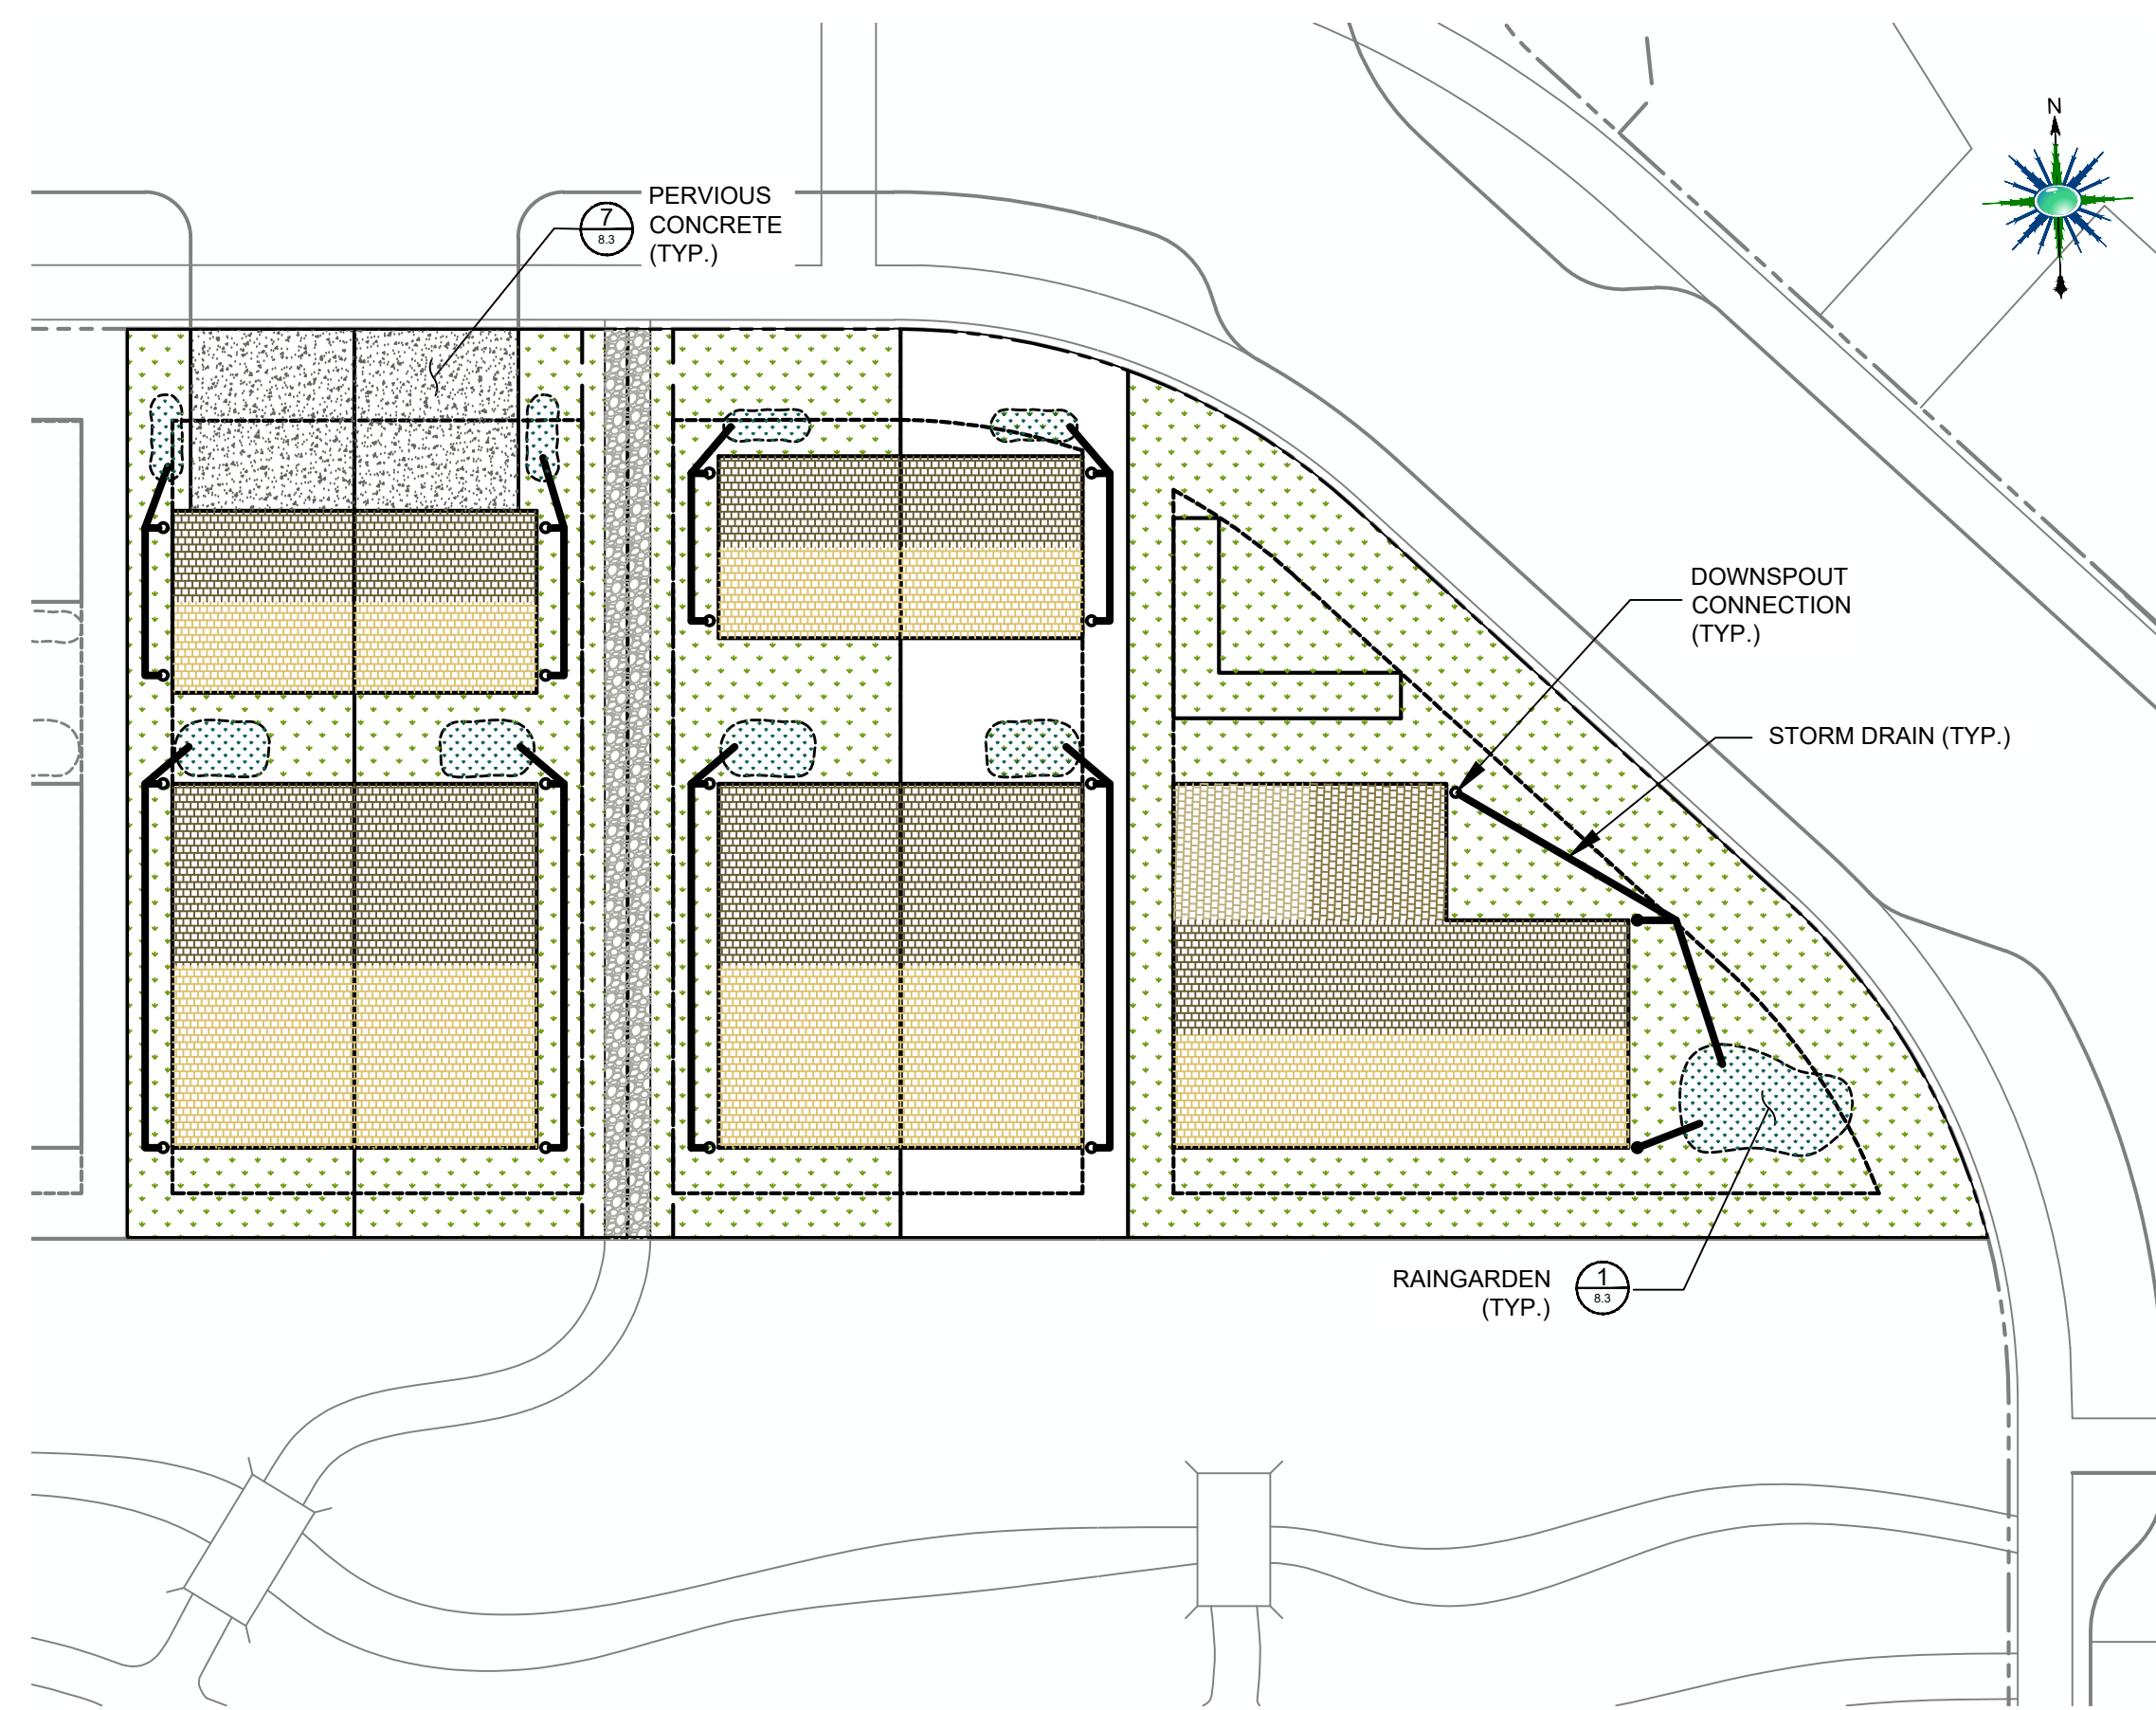 N
PERVIOUS
CONCRETE
(TYP.)
7
8.3
DOWNSPOUT
CONNECTION
(TYP.)
STORM DRAIN (TYP.)
RAINGARDEN
(TYP.)
1
8.3